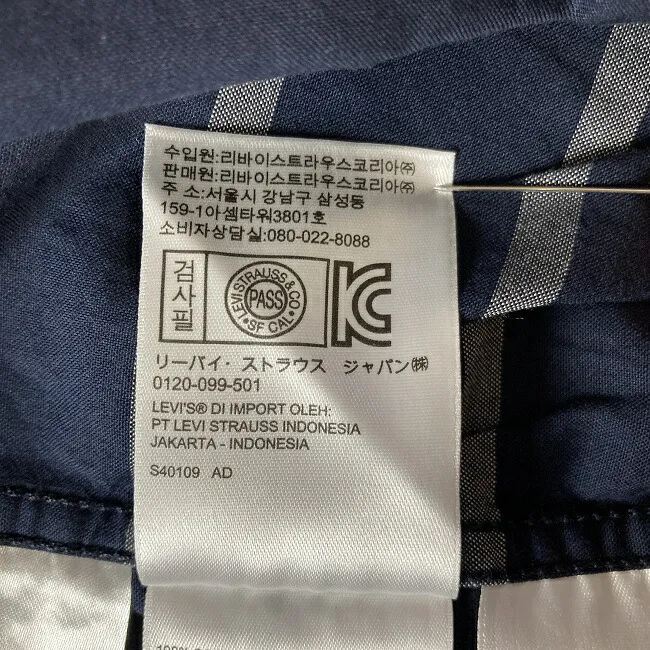 수입원:리바이스트라우스코리아㈜
판매원:리바이스트라우스코리아㈜
주 소:서울시 강남구 삼성동
159-1아셈타워3801호
소비자상담실:080-022-8088
검사필
LEVI STRAUSS & CO
PASS
SF CAL
KC
リーバイ・ストラウス ジャパン㈱
0120-099-501
LEVI'S® DI IMPORT OLEH:
PT LEVI STRAUSS INDONESIA
JAKARTA - INDONESIA
S40109 AD